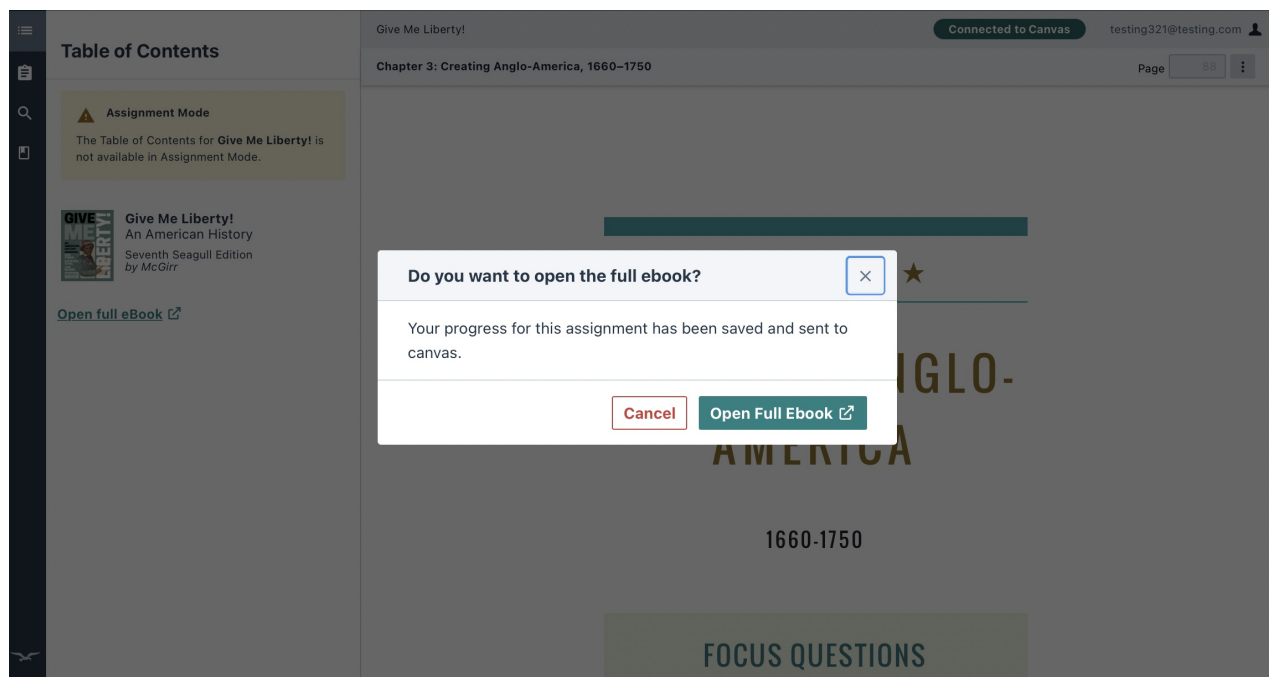 Table of Contents
Assignment Mode
The Table of Contents for Give Me Liberty! is
not available in Assignment Mode.
GIVE
ME
LIBERTY!
Give Me Liberty!
An American History
Seventh Seagull Edition
by McGirr
Open full eBook
Give Me Liberty!
Connected to Canvas
testing321@testing.com
Chapter 3: Creating Anglo-America, 1660–1750
Page 88
Do you want to open the full ebook?
Your progress for this assignment has been saved and sent to
canvas.
Cancel
Open Full Ebook
NGLO-
AMERICA
1660-1750
FOCUS QUESTIONS